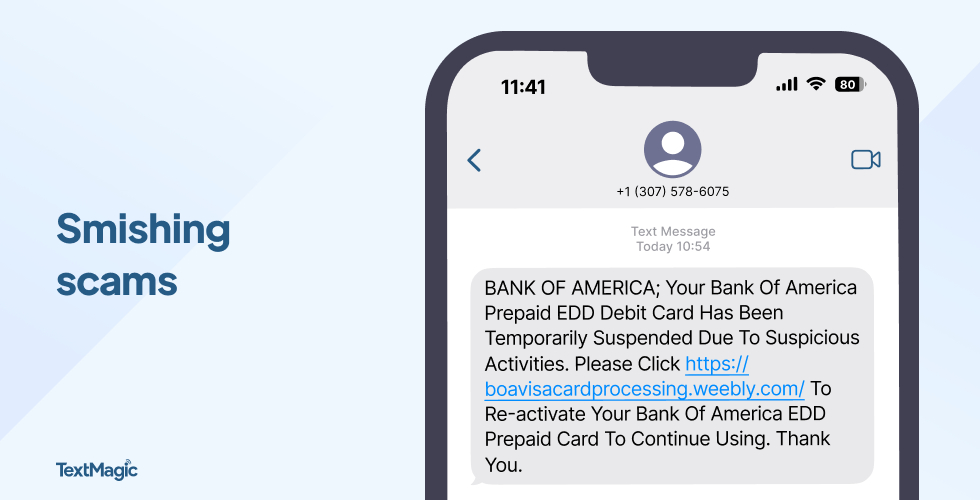 Smishing
scams
TextMagic
11:41
80
+1 (307) 578-6075
Text Message
Today 10:54
BANK OF AMERICA; Your Bank Of America
Prepaid EDD Debit Card Has Been
Temporarily Suspended Due To Suspicious
Activities. Please Click https://
boavisacardprocessing.weebly.com/ To
Re-activate Your Bank Of America EDD
Prepaid Card To Continue Using. Thank
You.